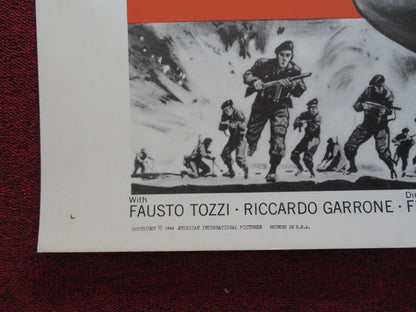 With
Di
FAUSTO TOZZI · RICCARDO GARRONE · F
COPYRIGHT © 1964 AMERICAN INTERNATIONAL PICTURES PRINTED IN U.S.A.